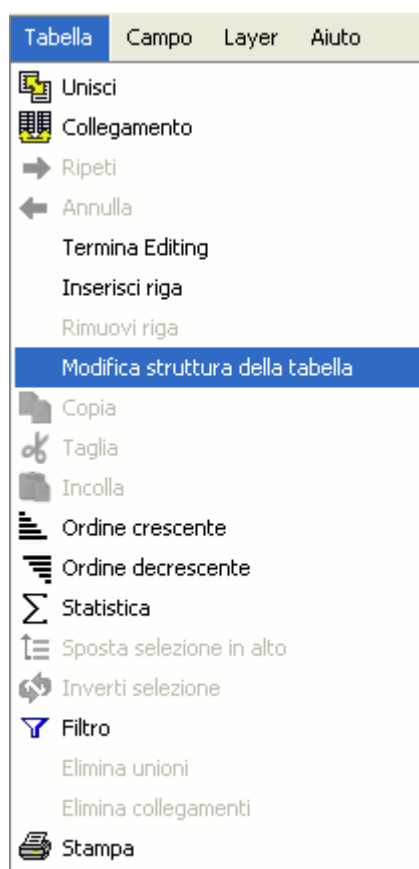 Tabella Campo Layer Aiuto
Unisci
Collegamento
Ripeti
Annulla
Termina Editing
Inserisci riga
Rimuovi riga
Modifica struttura della tabella
Copia
Taglia
Incolla
Ordine crescente
Ordine decrescente
Statistica
Sposta selezione in alto
Inverti selezione
Filtro
Elimina unioni
Elimina collegamenti
Stampa